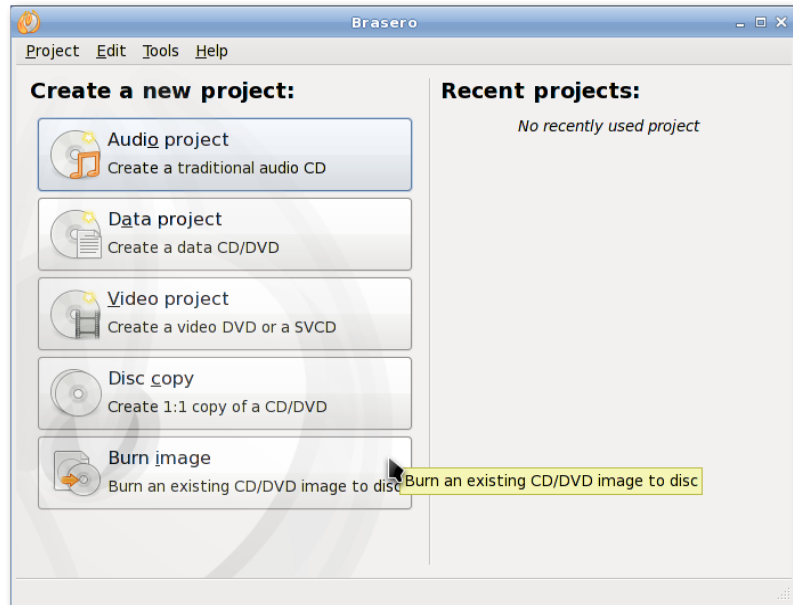 Brasero
Project Edit Tools Help
Create a new project:
Audio project
Create a traditional audio CD
Data project
Create a data CD/DVD
Video project
Create a video DVD or a SVCD
Disc copy
Create 1:1 copy of a CD/DVD
Burn image
Burn an existing CD/DVD image to disc
Burn an existing CD/DVD image to disc
Recent projects:
No recently used project